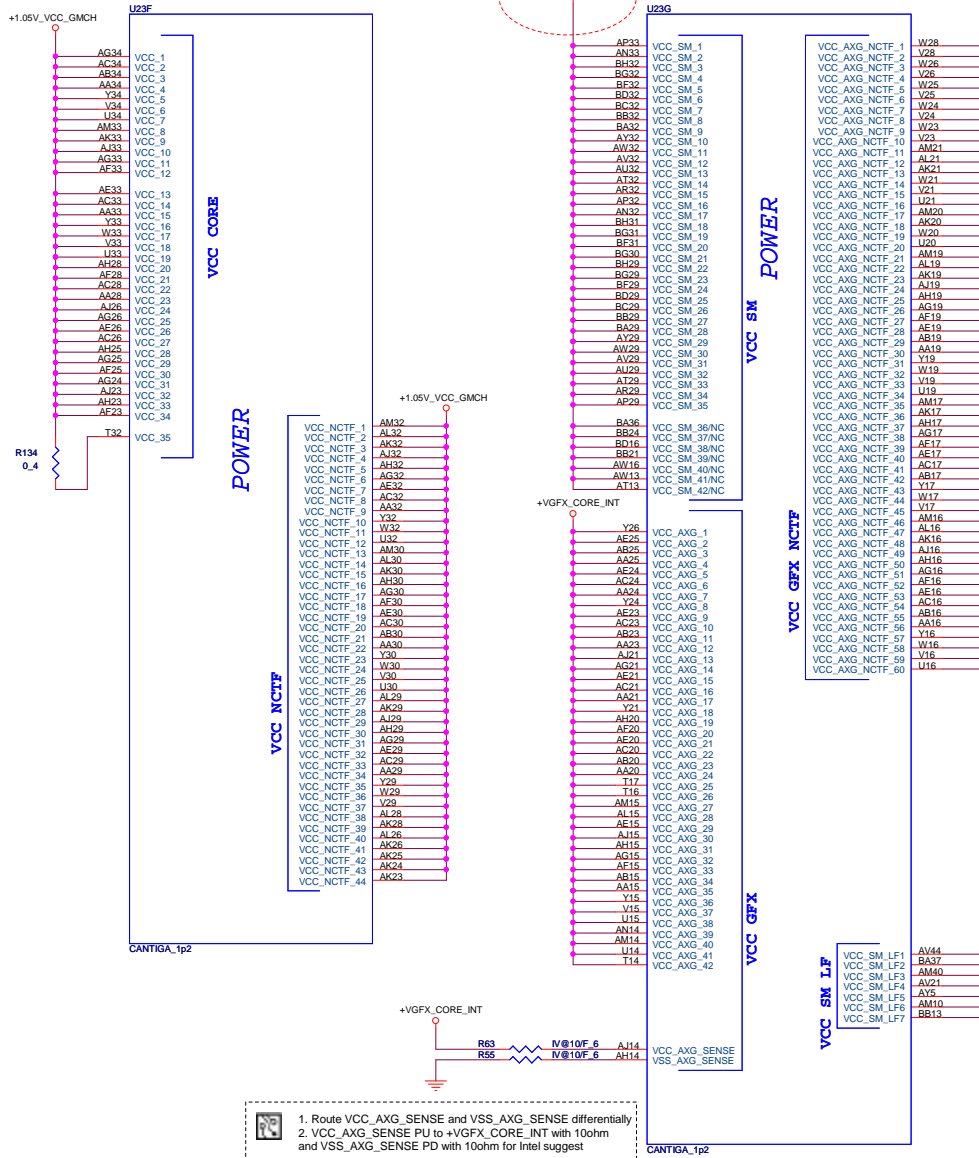 U23F
+1.05V_VCC_GMCH
AG34 VCC_1
AC34 VCC_2
AB34 VCC_3
AA34 VCC_4
Y34 VCC_5
V34 VCC_6
U34 VCC_7
AM33 VCC_8
AK33 VCC_9
AJ33 VCC_10
AG33 VCC_11
AF33 VCC_12
AE33 VCC_13
AC33 VCC_14
AA33 VCC_15
Y33 VCC_16
W33 VCC_17
V33 VCC_18
U33 VCC_19
AH28 VCC_20
AF28 VCC_21
AC28 VCC_22
AA28 VCC_23
AJ26 VCC_24
AG26 VCC_25
AE26 VCC_26
AC26 VCC_27
AH25 VCC_28
AG25 VCC_29
AF25 VCC_30
AG24 VCC_31
AJ23 VCC_32
AH23 VCC_33
AF23 VCC_34
T32 VCC_35
VCC CORE
R134
0_4
POWER
+1.05V_VCC_GMCH
VCC_NCTF_1 AM32
VCC_NCTF_2 AL32
VCC_NCTF_3 AK32
VCC_NCTF_4 AJ32
VCC_NCTF_5 AH32
VCC_NCTF_6 AG32
VCC_NCTF_7 AE32
VCC_NCTF_8 AC32
VCC_NCTF_9 AA32
VCC_NCTF_10 Y32
VCC_NCTF_11 W32
VCC_NCTF_12 U32
VCC_NCTF_13 AM30
VCC_NCTF_14 AL30
VCC_NCTF_15 AK30
VCC_NCTF_16 AH30
VCC_NCTF_17 AG30
VCC_NCTF_18 AF30
VCC_NCTF_19 AE30
VCC_NCTF_20 AC30
VCC_NCTF_21 AB30
VCC_NCTF_22 AA30
VCC_NCTF_23 Y30
VCC_NCTF_24 W30
VCC_NCTF_25 V30
VCC_NCTF_26 U30
VCC_NCTF_27 AL29
VCC_NCTF_28 AK29
VCC_NCTF_29 AJ29
VCC_NCTF_30 AH29
VCC_NCTF_31 AG29
VCC_NCTF_32 AE29
VCC_NCTF_33 AC29
VCC_NCTF_34 AA29
VCC_NCTF_35 Y29
VCC_NCTF_36 W29
VCC_NCTF_37 V29
VCC_NCTF_38 AL28
VCC_NCTF_39 AK28
VCC_NCTF_40 AL26
VCC_NCTF_41 AK26
VCC_NCTF_42 AK25
VCC_NCTF_43 AK24
VCC_NCTF_44 AK23
VCC NCTF
CANTIGA_1p2
U23G
AP33 VCC_SM_1
AN33 VCC_SM_2
BH32 VCC_SM_3
BG32 VCC_SM_4
BF32 VCC_SM_5
BD32 VCC_SM_6
BC32 VCC_SM_7
BB32 VCC_SM_8
BA32 VCC_SM_9
AY32 VCC_SM_10
AW32 VCC_SM_11
AV32 VCC_SM_12
AU32 VCC_SM_13
AT32 VCC_SM_14
AR32 VCC_SM_15
AP32 VCC_SM_16
AN32 VCC_SM_17
BH31 VCC_SM_18
BG31 VCC_SM_19
BF31 VCC_SM_20
BG30 VCC_SM_21
BH29 VCC_SM_22
BG29 VCC_SM_23
BF29 VCC_SM_24
BD29 VCC_SM_25
BC29 VCC_SM_26
BB29 VCC_SM_27
BA29 VCC_SM_28
AY29 VCC_SM_29
AW29 VCC_SM_30
AV29 VCC_SM_31
AU29 VCC_SM_32
AT29 VCC_SM_33
AR29 VCC_SM_34
AP29 VCC_SM_35
BA36 VCC_SM_36/NC
BB24 VCC_SM_37/NC
BD16 VCC_SM_38/NC
BB21 VCC_SM_39/NC
AW16 VCC_SM_40/NC
AW13 VCC_SM_41/NC
AT13 VCC_SM_42/NC
VCC SM
POWER
+VGFX_CORE_INT
Y26 VCC_AXG_1
AE25 VCC_AXG_2
AB25 VCC_AXG_3
AA25 VCC_AXG_4
AE24 VCC_AXG_5
AC24 VCC_AXG_6
AA24 VCC_AXG_7
Y24 VCC_AXG_8
AE23 VCC_AXG_9
AC23 VCC_AXG_10
AB23 VCC_AXG_11
AA23 VCC_AXG_12
AJ21 VCC_AXG_13
AG21 VCC_AXG_14
AE21 VCC_AXG_15
AC21 VCC_AXG_16
AA21 VCC_AXG_17
Y21 VCC_AXG_18
AH20 VCC_AXG_19
AF20 VCC_AXG_20
AE20 VCC_AXG_21
AC20 VCC_AXG_22
AB20 VCC_AXG_23
AA20 VCC_AXG_24
T17 VCC_AXG_25
T16 VCC_AXG_26
AM15 VCC_AXG_27
AL15 VCC_AXG_28
AE15 VCC_AXG_29
AJ15 VCC_AXG_30
AH15 VCC_AXG_31
AG15 VCC_AXG_32
AF15 VCC_AXG_33
AB15 VCC_AXG_34
AA15 VCC_AXG_35
Y15 VCC_AXG_36
V15 VCC_AXG_37
U15 VCC_AXG_38
AN14 VCC_AXG_39
AM14 VCC_AXG_40
U14 VCC_AXG_41
T14 VCC_AXG_42
VCC GFX
+VGFX_CORE_INT
R63 IV@10/F_6 AJ14 VCC_AXG_SENSE
R55 IV@10/F_6 AH14 VSS_AXG_SENSE
VCC_AXG_NCTF_1 W28
VCC_AXG_NCTF_2 V28
VCC_AXG_NCTF_3 W26
VCC_AXG_NCTF_4 V26
VCC_AXG_NCTF_5 W25
VCC_AXG_NCTF_6 V25
VCC_AXG_NCTF_7 W24
VCC_AXG_NCTF_8 V24
VCC_AXG_NCTF_9 W23
VCC_AXG_NCTF_10 V23
VCC_AXG_NCTF_11 AM21
VCC_AXG_NCTF_12 AL21
VCC_AXG_NCTF_13 AK21
VCC_AXG_NCTF_14 W21
VCC_AXG_NCTF_15 V21
VCC_AXG_NCTF_16 U21
VCC_AXG_NCTF_17 AM20
VCC_AXG_NCTF_18 AK20
VCC_AXG_NCTF_19 W20
VCC_AXG_NCTF_20 U20
VCC_AXG_NCTF_21 AM19
VCC_AXG_NCTF_22 AL19
VCC_AXG_NCTF_23 AK19
VCC_AXG_NCTF_24 AJ19
VCC_AXG_NCTF_25 AH19
VCC_AXG_NCTF_26 AG19
VCC_AXG_NCTF_27 AF19
VCC_AXG_NCTF_28 AE19
VCC_AXG_NCTF_29 AB19
VCC_AXG_NCTF_30 AA19
VCC_AXG_NCTF_31 Y19
VCC_AXG_NCTF_32 W19
VCC_AXG_NCTF_33 V19
VCC_AXG_NCTF_34 U19
VCC_AXG_NCTF_35 AM17
VCC_AXG_NCTF_36 AK17
VCC_AXG_NCTF_37 AH17
VCC_AXG_NCTF_38 AG17
VCC_AXG_NCTF_39 AF17
VCC_AXG_NCTF_40 AE17
VCC_AXG_NCTF_41 AC17
VCC_AXG_NCTF_42 AB17
VCC_AXG_NCTF_43 Y17
VCC_AXG_NCTF_44 W17
VCC_AXG_NCTF_45 V17
VCC_AXG_NCTF_46 AM16
VCC_AXG_NCTF_47 AL16
VCC_AXG_NCTF_48 AK16
VCC_AXG_NCTF_49 AJ16
VCC_AXG_NCTF_50 AH16
VCC_AXG_NCTF_51 AG16
VCC_AXG_NCTF_52 AF16
VCC_AXG_NCTF_53 AE16
VCC_AXG_NCTF_54 AC16
VCC_AXG_NCTF_55 AB16
VCC_AXG_NCTF_56 AA16
VCC_AXG_NCTF_57 Y16
VCC_AXG_NCTF_58 W16
VCC_AXG_NCTF_59 V16
VCC_AXG_NCTF_60 U16
VCC GFX NCTF
VCC_SM_LF1 AV44
VCC_SM_LF2 BA37
VCC_SM_LF3 AM40
VCC_SM_LF4 AV21
VCC_SM_LF5 AY5
VCC_SM_LF6 AM10
VCC_SM_LF7 BB13
VCC SM LF
CANTIGA_1p2
1. Route VCC_AXG_SENSE and VSS_AXG_SENSE differentially
2. VCC_AXG_SENSE PU to +VGFX_CORE_INT with 10ohm
and VSS_AXG_SENSE PD with 10ohm for Intel suggest